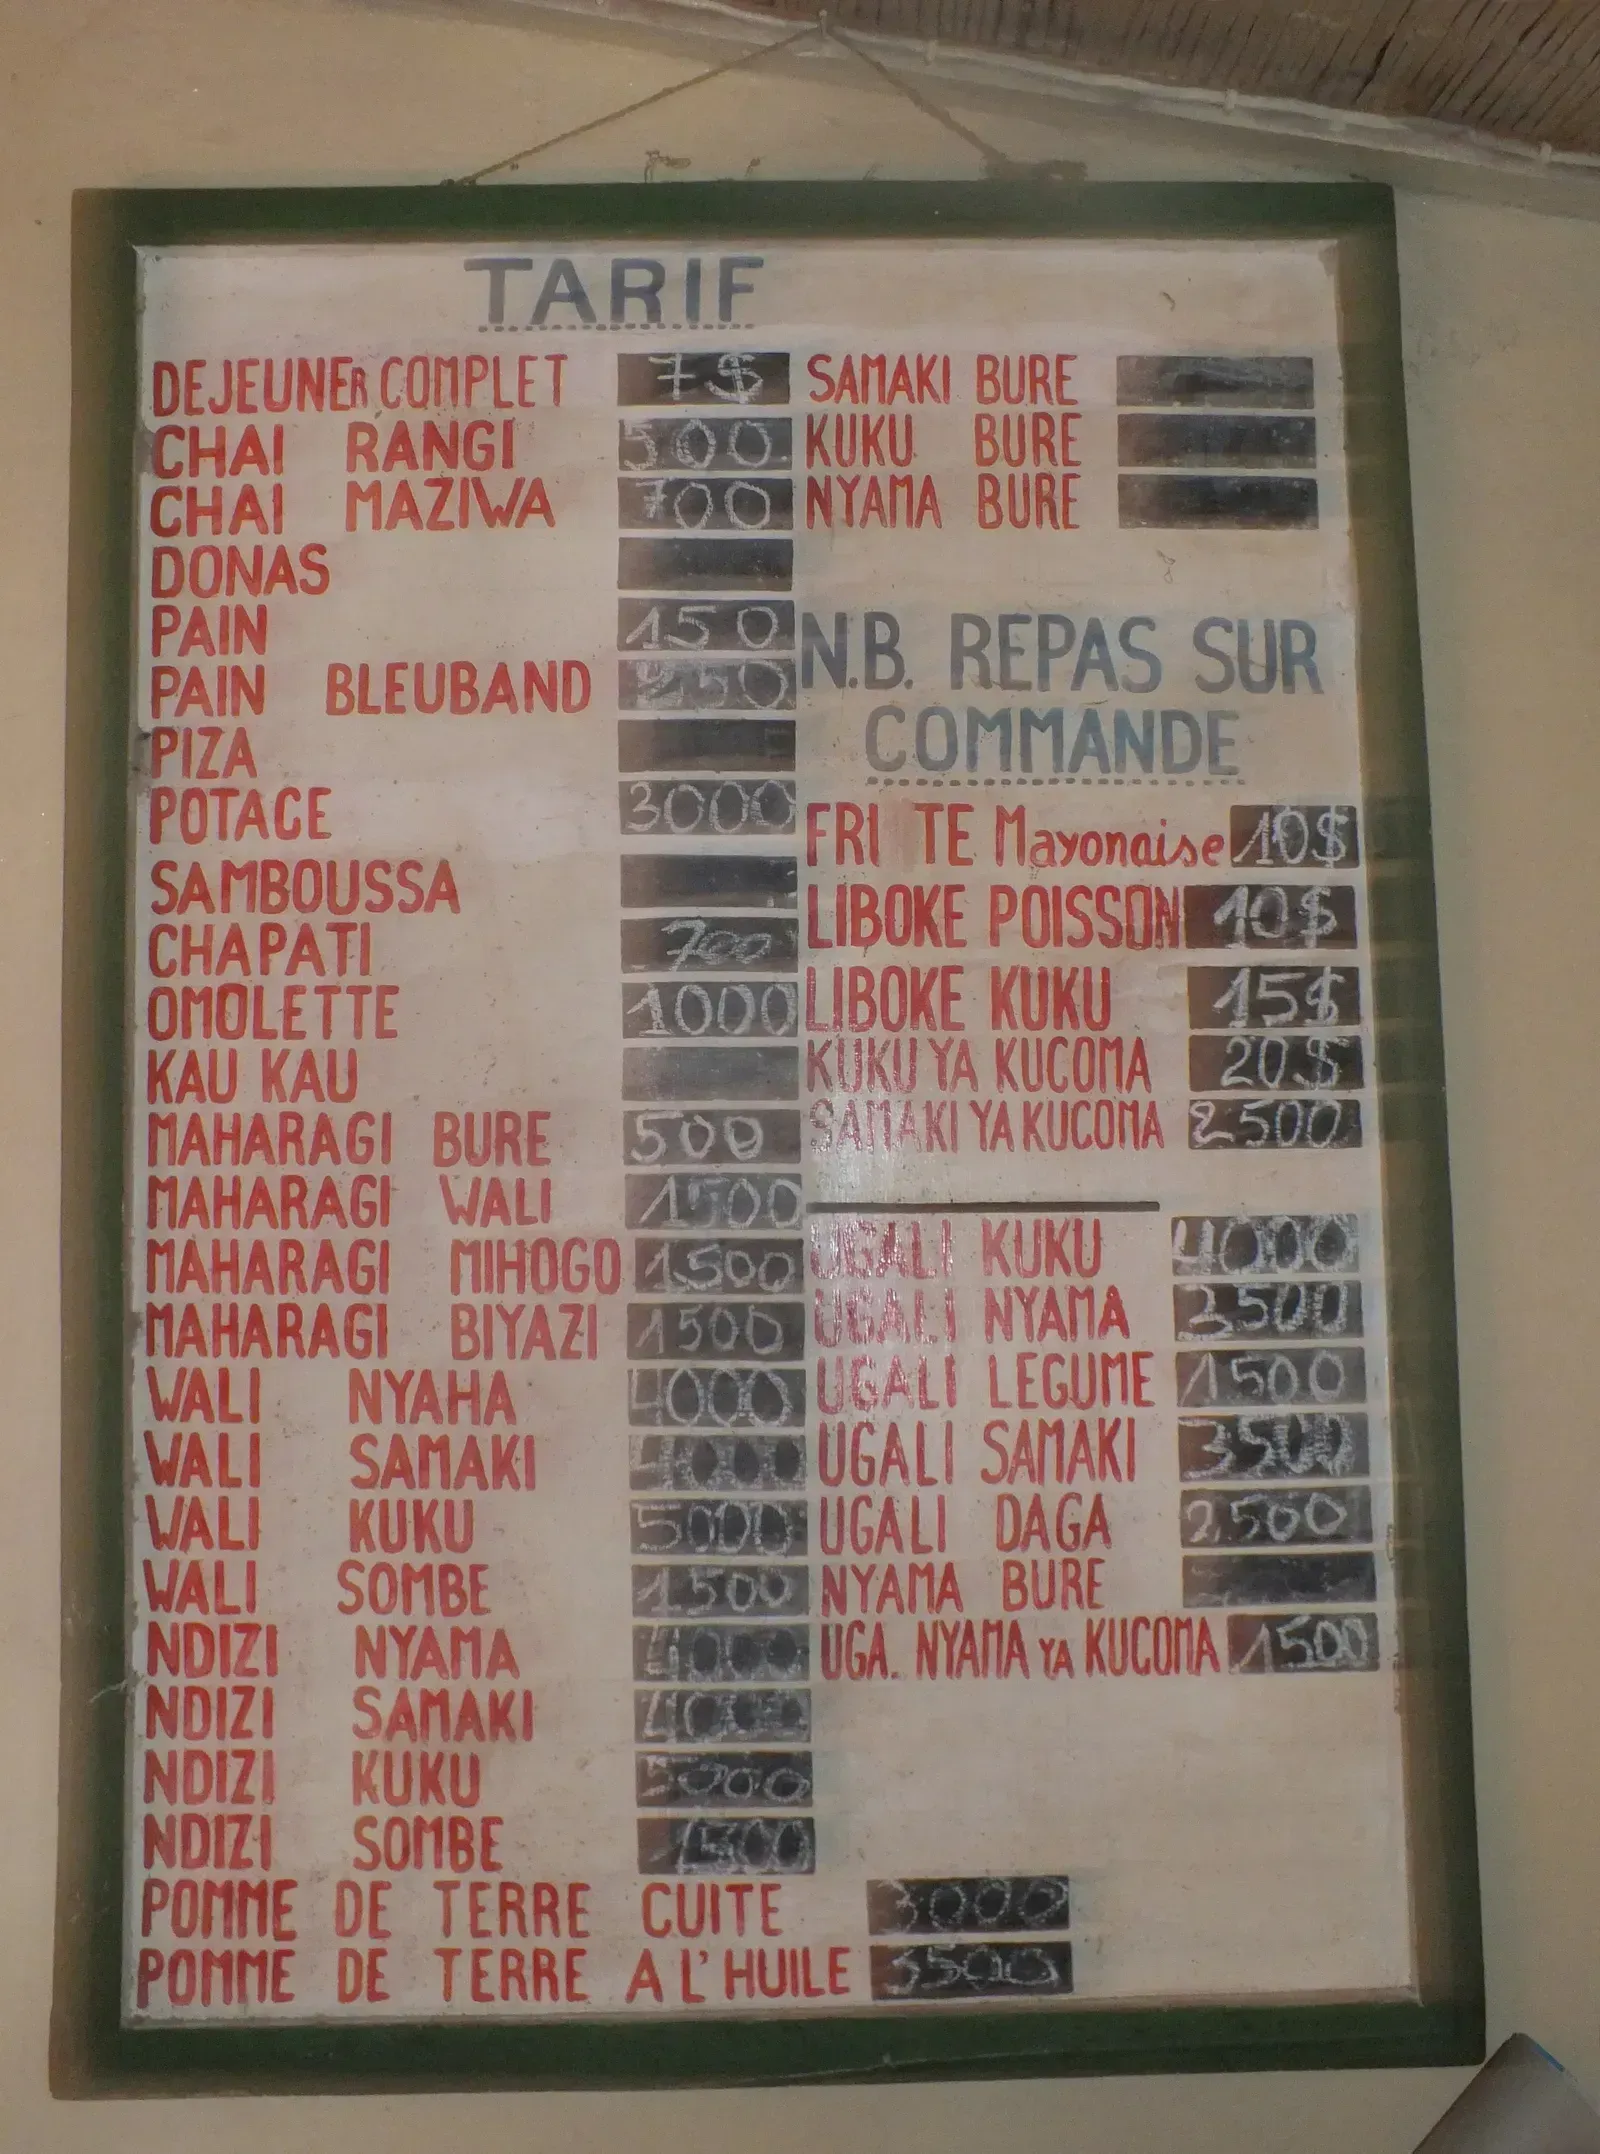 TARIF
DEJEUNER COMPLET 7$
CHAI RANGI 500
CHAI MAZIWA 700
DONAS
PAIN 150
PAIN BLEUBAND 250
PIZA
POTAGE 3000
SAMBOUSSA
CHAPATI 700
OMOLETTE 1000
KAU KAU
MAHARAGI BURE 500
MAHARAGI WALI 1500
MAHARAGI MIHOGO 1500
MAHARAGI BIYAZI 1500
WALI NYAHA 4000
WALI SAMAKI 4000
WALI KUKU 5000
WALI SOMBE 1500
NDIZI NYAMA 4000
NDIZI SAMAKI 4000
NDIZI KUKU 5000
NDIZI SOMBE 1500
POMME DE TERRE CUITE 3000
POMME DE TERRE A L'HUILE 3500
SAMAKI BURE
KUKU BURE
NYAMA BURE
N.B. REPAS SUR
COMMANDE
FRI TE Mayonaise 10$
LIBOKE POISSON 10$
LIBOKE KUKU 15$
KUKU YA KUCOMA 20$
SAMAKI YA KUCOMA 2500
UGALI KUKU 4000
UGALI NYAMA 3500
UGALI LEGUME 1500
UGALI SAMAKI 3500
UGALI DAGA 2500
NYAMA BURE
UGA. NYAMA YA KUCOMA 1500